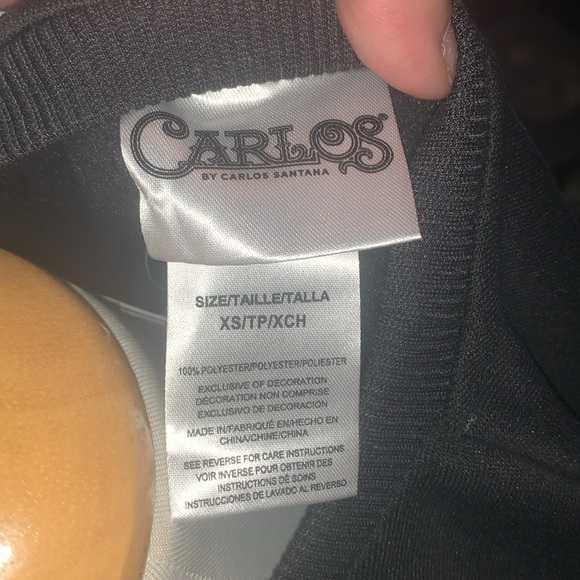 CARLOS
BY CARLOS SANTANA
SIZE/TAILLE/TALLA
XS/TP/XCH
100% POLYESTER/POLYESTER/POLIESTER
EXCLUSIVE OF DECORATION
DÉCORATION NON COMPRISE
EXCLUSIVO DE DECORACION
MADE IN/FABRIQUÉ EN/HECHO EN
CHINA/CHINE/CHINA
SEE REVERSE FOR CARE INSTRUCTIONS
VOIR INVERSE POUR OBTENIR DES
INSTRUCTIONS DE SOINS
INSTRUCCIONES DE LAVADO AL REVERSO